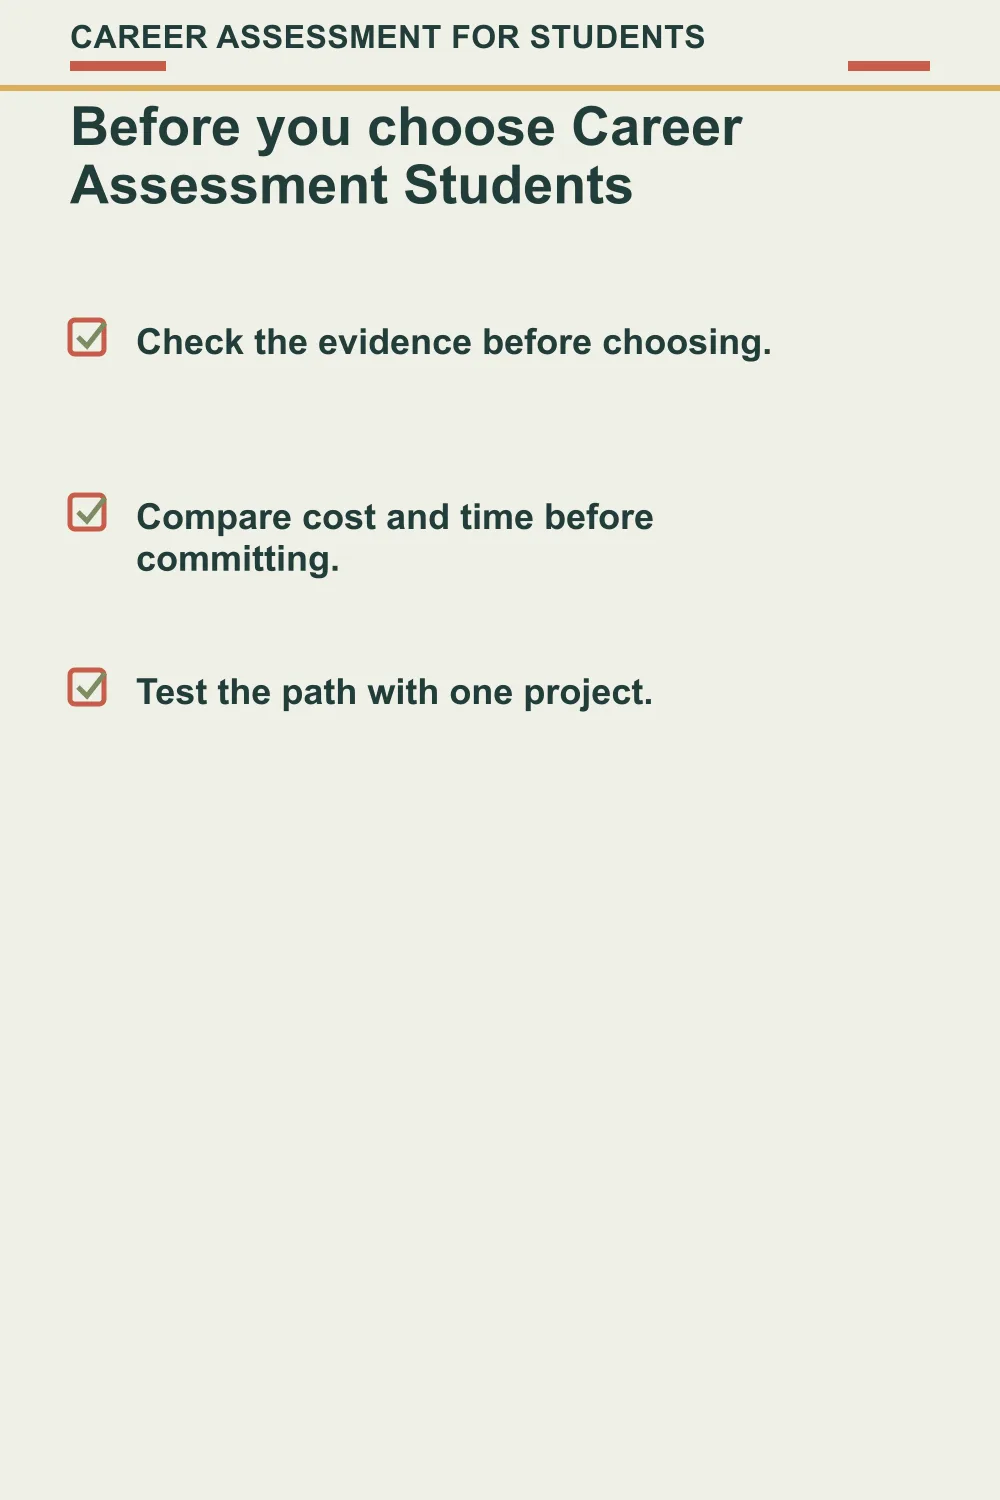 CAREER ASSESSMENT FOR STUDENTS
Before you choose Career
Assessment Students
Check the evidence before choosing.
Compare cost and time before
committing.
Test the path with one project.